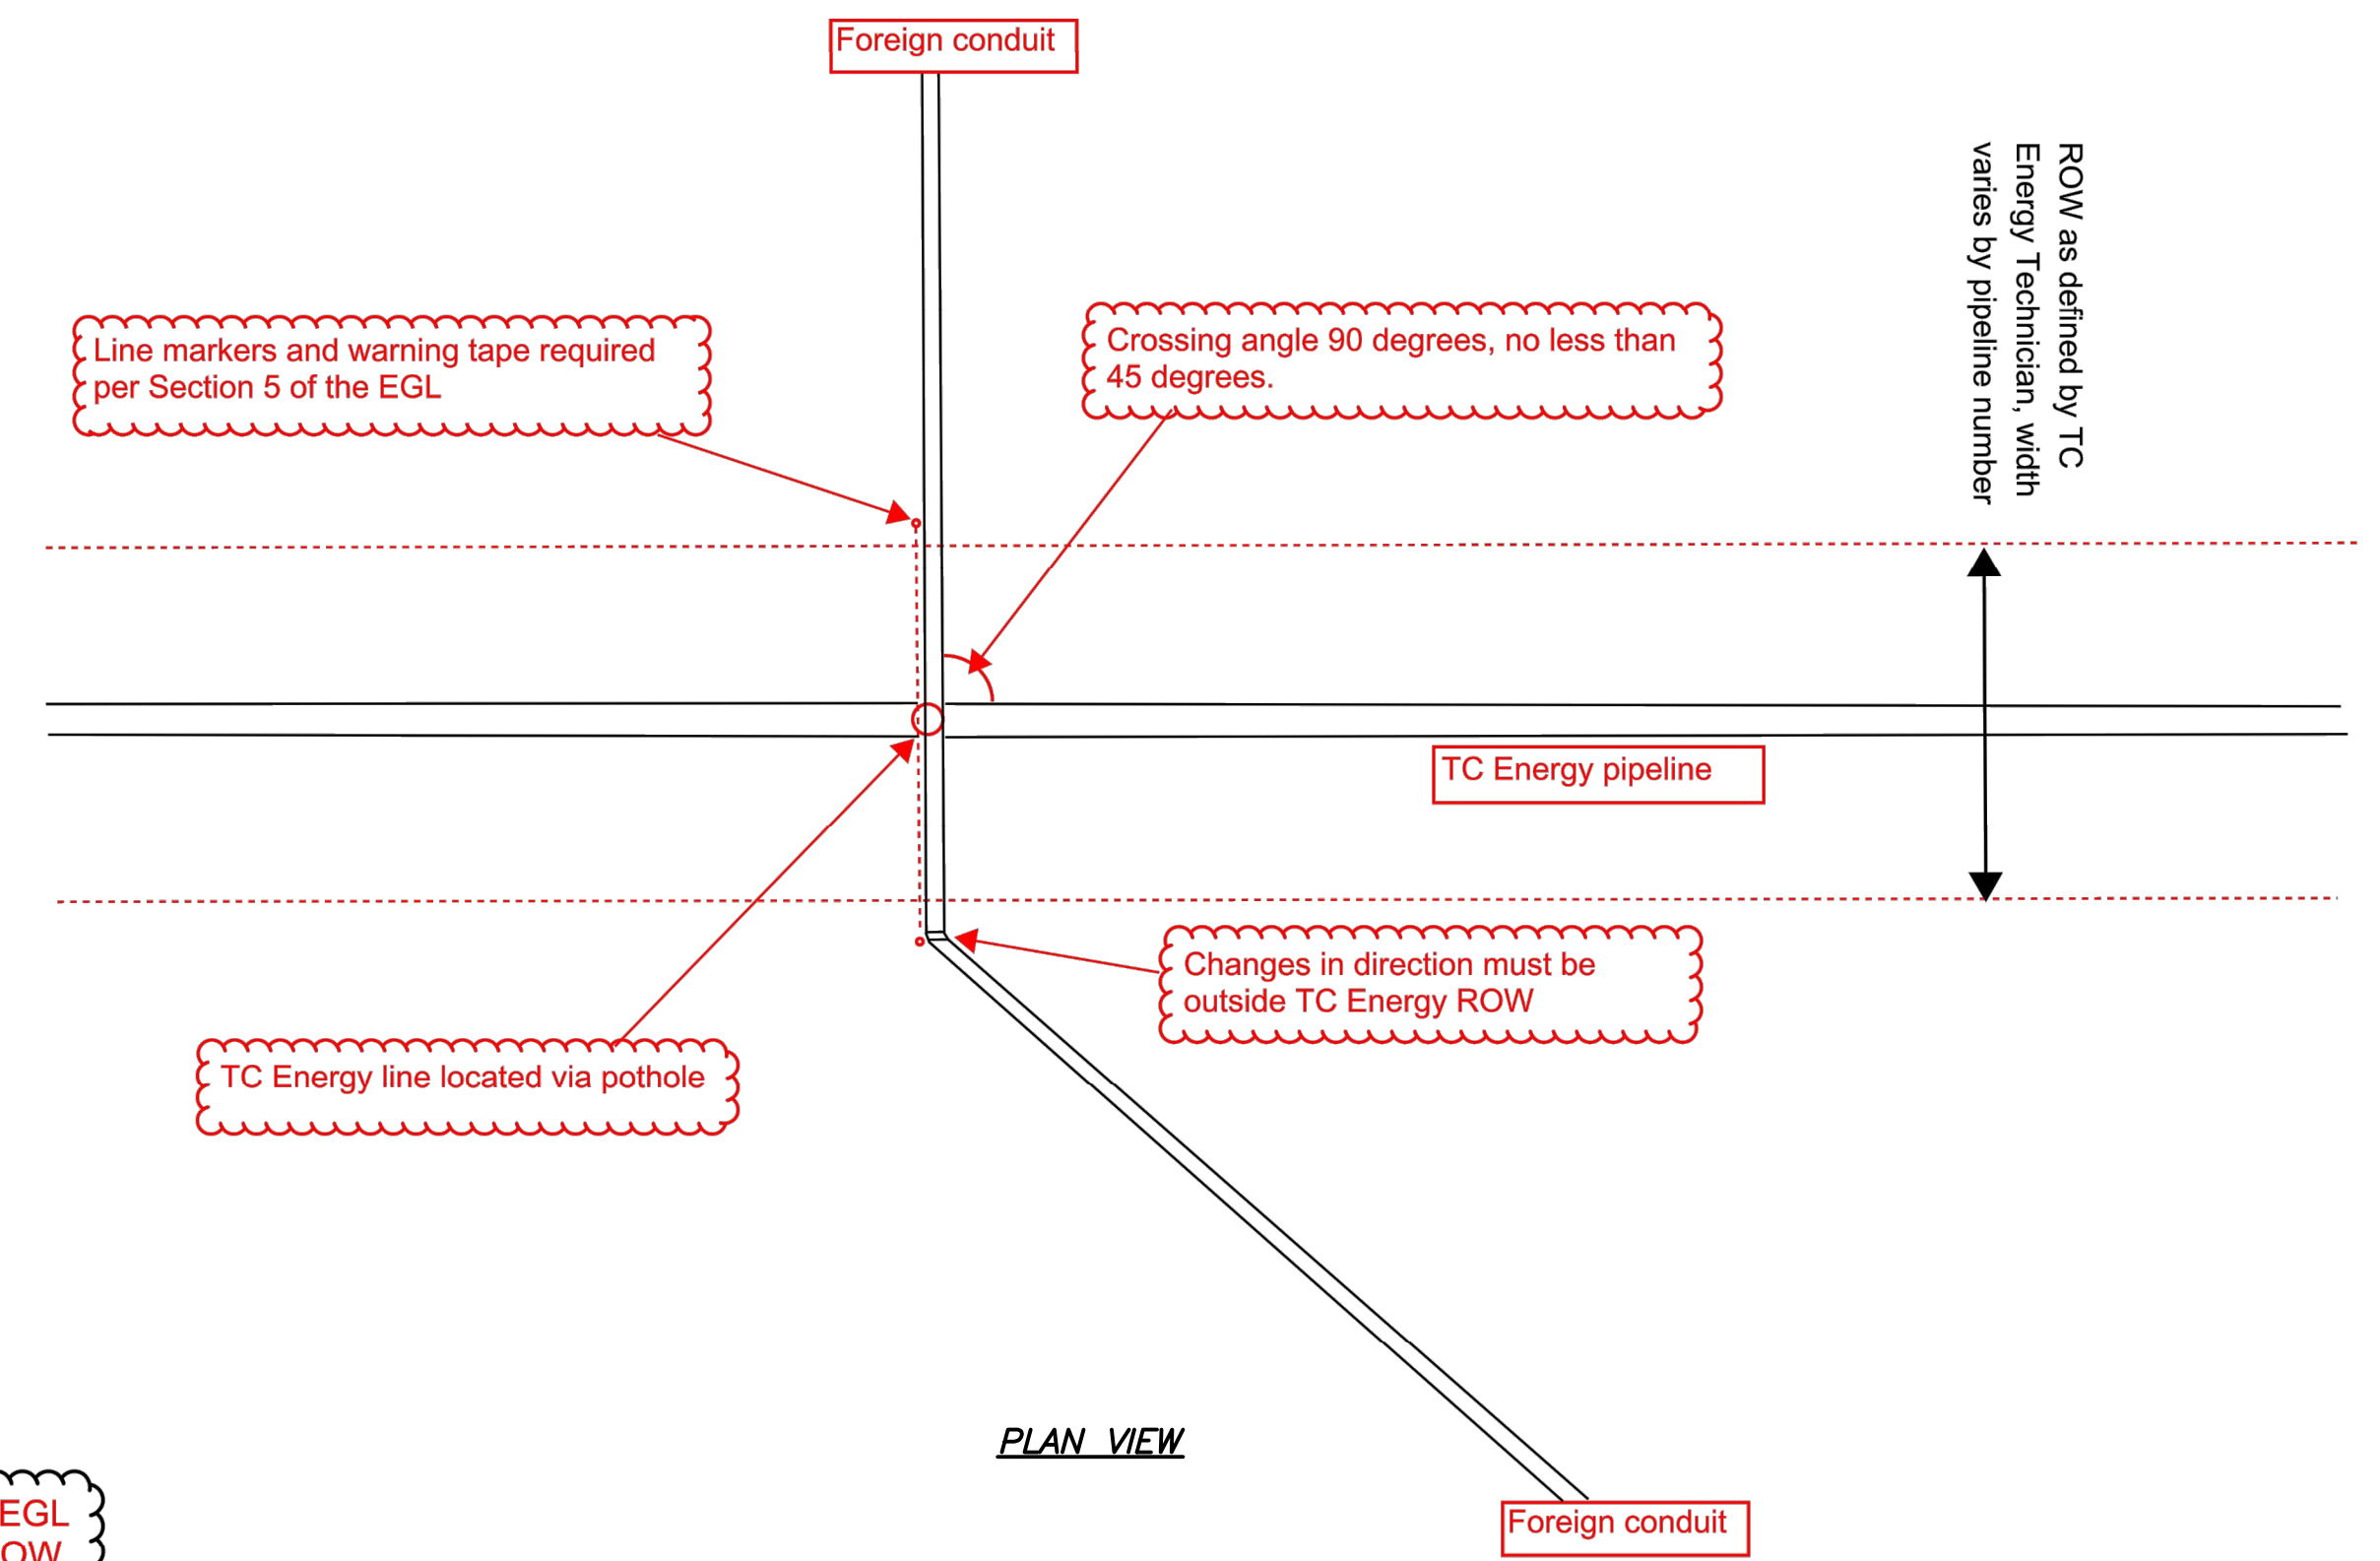 Foreign conduit
ROW as defined by TC
Energy Technician, width
varies by pipeline number
Line markers and warning tape required
per Section 5 of the EGL
Crossing angle 90 degrees, no less than
45 degrees.
TC Energy pipeline
Changes in direction must be
outside TC Energy ROW
TC Energy line located via pothole
PLAN VIEW
EGL
OW
Foreign conduit